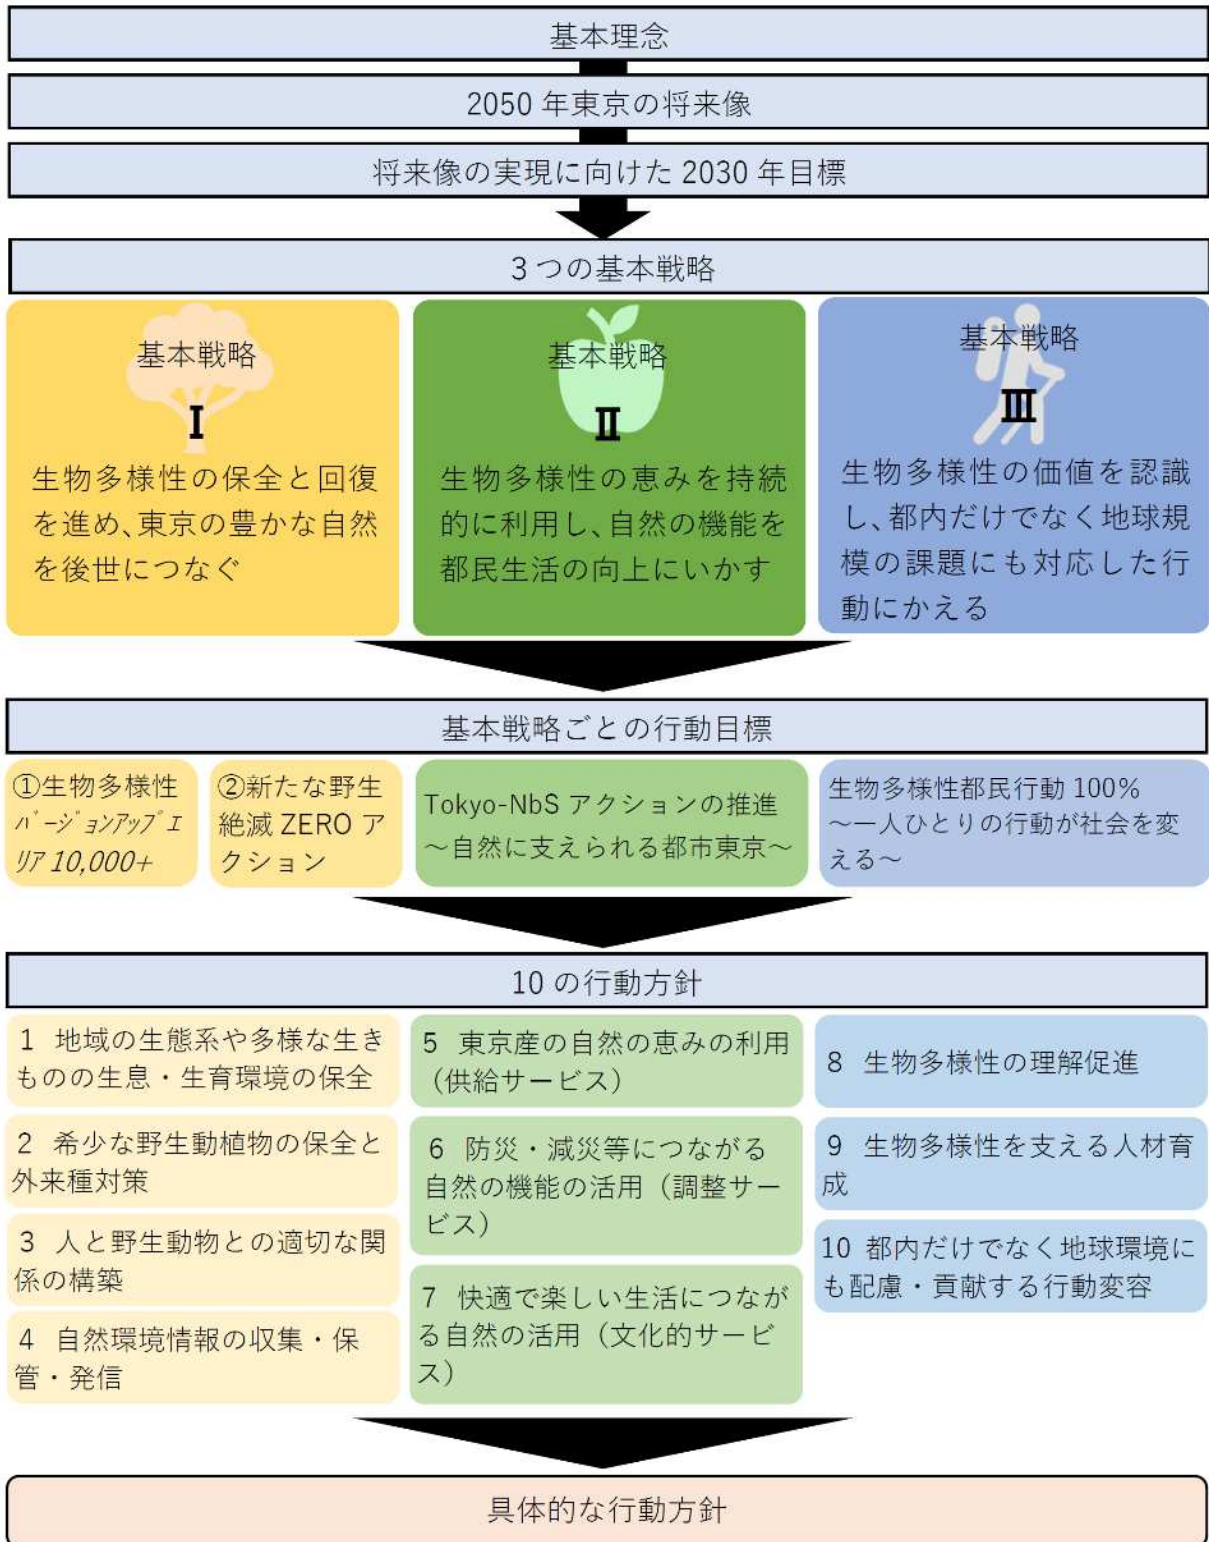 基本理念
2050 年東京の将来像
将来像の実現に向けた 2030 年目標
3つの基本戦略
基本戦略
Ⅰ
生物多様性の保全と回復
を進め、東京の豊かな自然
を後世につなぐ
基本戦略
Ⅱ
生物多様性の恵みを持続
的に利用し、自然の機能を
都民生活の向上にいかす
基本戦略
Ⅲ
生物多様性の価値を認識
し、都内だけでなく地球規
模の課題にも対応した行
動にかえる
基本戦略ごとの行動目標
①生物多様性
バージョンアップエ
リア 10,000+
②新たな野生
絶滅 ZERO ア
クション
Tokyo-NbS アクションの推進
～自然に支えられる都市東京～
生物多様性都民行動 100%
～一人ひとりの行動が社会を変
える～
10 の行動方針
1 地域の生態系や多様な生き
ものの生息・生育環境の保全
2 希少な野生動植物の保全と
外来種対策
3 人と野生動物との適切な関
係の構築
4 自然環境情報の収集・保
管・発信
5 東京産の自然の恵みの利用
（供給サービス）
6 防災・減災等につながる
自然の機能の活用（調整サー
ビス）
7 快適で楽しい生活につなが
る自然の活用（文化的サービ
ス）
8 生物多様性の理解促進
9 生物多様性を支える人材育
成
10 都内だけでなく地球環境に
も配慮・貢献する行動変容
具体的な行動方針